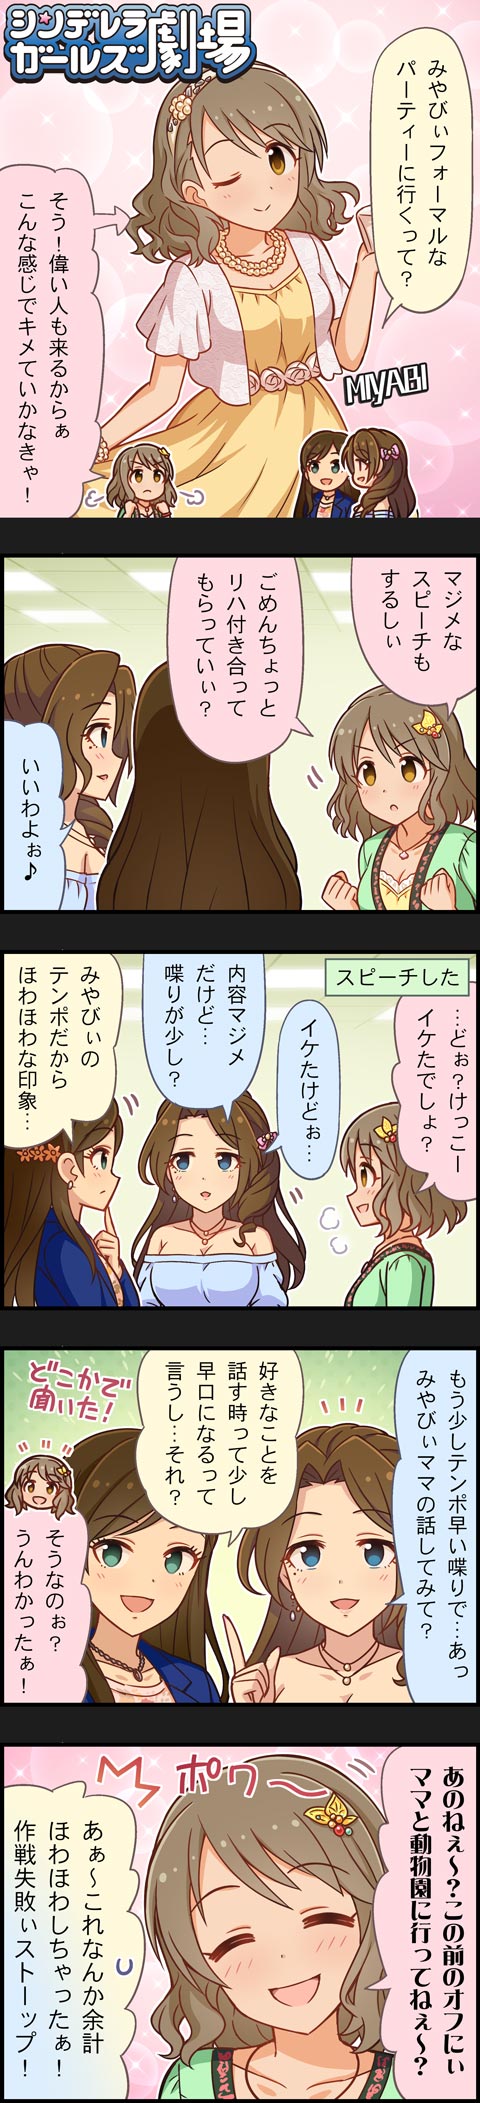 シンデレラ
ガールズ劇場
みやびぃフォーマルな
パーティーに行くって？
そう！偉い人も来るからぁ
こんな感じでキメていかなきゃ！
MIYABI
マジメな
スピーチも
するしぃ
ごめんちょっと
リハ付き合って
もらっていぃ？
いいわよぉ♪
スピーチした
…どぉ？けっこー
イケたでしょ？
イケたけどぉ…
内容マジメ
だけど…
喋りが少し？
みやびぃの
テンポだから
ほわほわな印象…
もう少しテンポ早い喋りで…あっ
みやびぃママの話してみて？
好きなことを
話す時って少し
早口になるって
言うし…それ？
どこかで
聞いた！
そうなのぉ？
うんわかったぁ！
あのねぇ～？この前のオフにぃ
ママと動物園に行ってねぇ～？
ポワ～
あぁ～これなんか余計
ほわほわしちゃったぁ！
作戦失敗ぃストーップ！